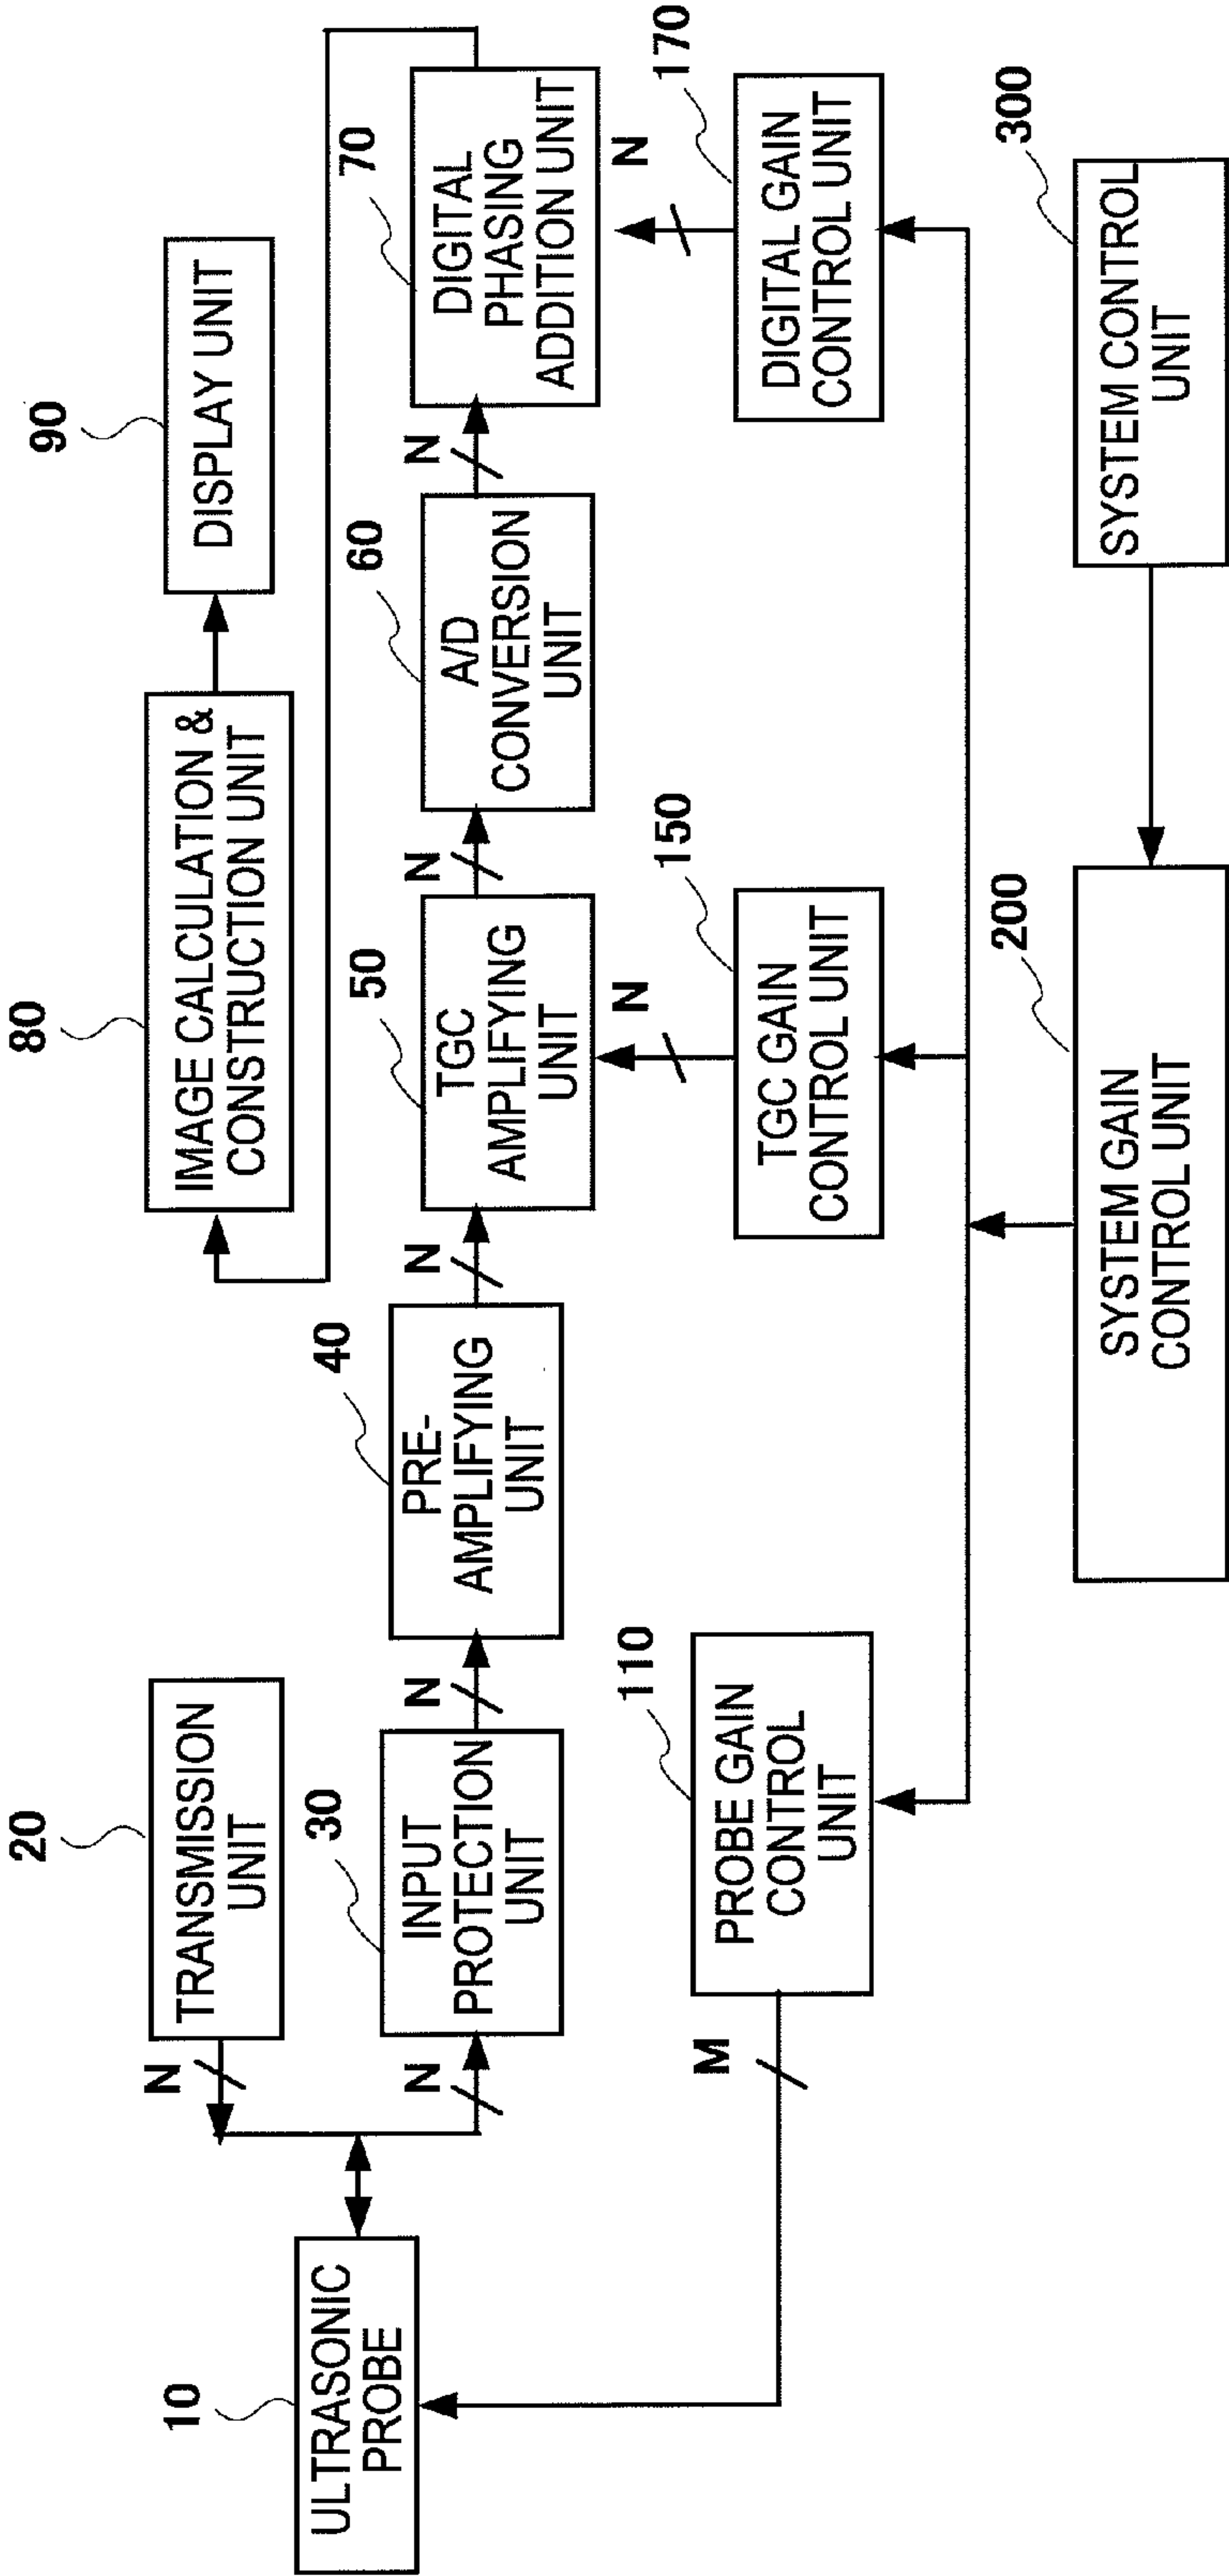 10
ULTRASONIC
PROBE
20
TRANSMISSION
UNIT
N
N
30
INPUT
PROTECTION
UNIT
N
40
PRE-
AMPLIFYING
UNIT
N
50
TGC
AMPLIFYING
UNIT
N
60
A/D
CONVERSION
UNIT
N
70
DIGITAL
PHASING
ADDITION UNIT
80
IMAGE CALCULATION &
CONSTRUCTION UNIT
90
DISPLAY UNIT
M
110
PROBE GAIN
CONTROL
UNIT
N
150
TGC GAIN
CONTROL UNIT
N
170
DIGITAL GAIN
CONTROL UNIT
200
SYSTEM GAIN
CONTROL UNIT
300
SYSTEM CONTROL
UNIT